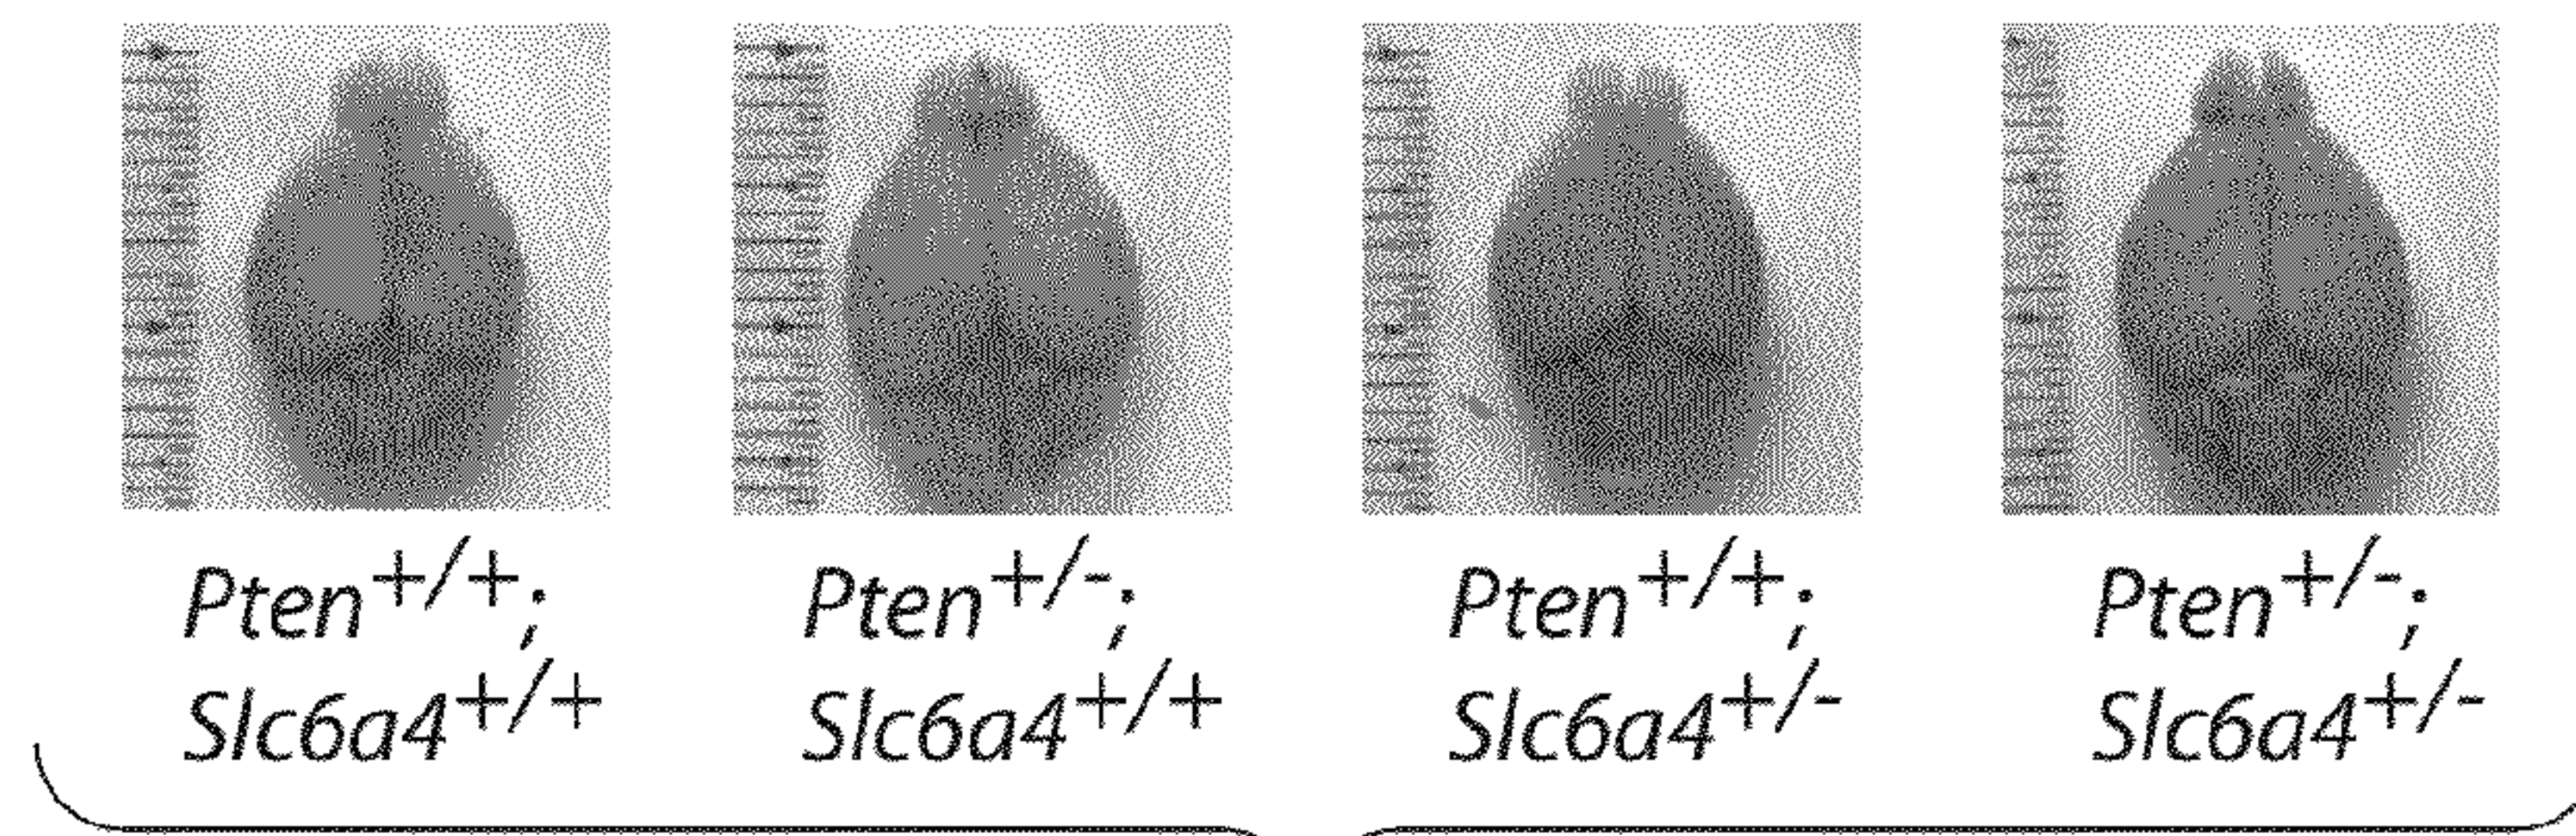 Pten+/+; Pten+/-; Pten+/+; Pten+/-;
Slc6a4+/+ Slc6a4+/+ Slc6a4+/- Slc6a4+/-